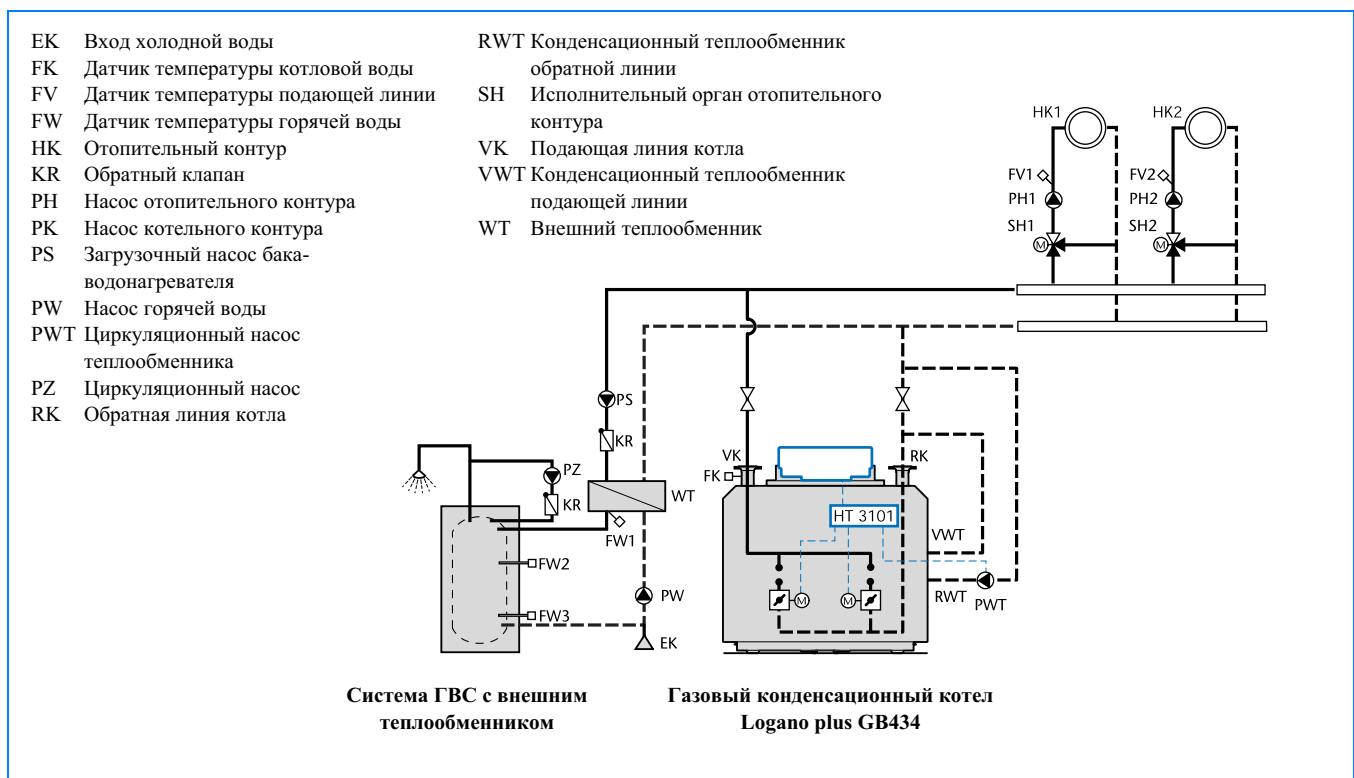 EK Вход холодной воды
FK Датчик температуры котловой воды
FV Датчик температуры подающей линии
FW Датчик температуры горячей воды
HK Отопительный контур
KR Обратный клапан
PH Насос отопительного контура
PK Насос котельного контура
PS Загрузочный насос бака-
водонагревателя
PW Насос горячей воды
PWT Циркуляционный насос
теплообменника
PZ Циркуляционный насос
RK Обратная линия котла
RWT Конденсационный теплообменник
обратной линии
SH Исполнительный орган отопительного
контура
VK Подающая линия котла
VWT Конденсационный теплообменник
подающей линии
WT Внешний теплообменник
HK1
HK2
FV1
FV2
PH1
PH2
SH1
SH2
M
M
PS
KR
VK
RK
FK
PZ
KR
WT
HT 3101
FW1
VWT
FW2
RWT
PWT
M
M
PW
FW3
EK
Система ГВС с внешним
теплообменником
Газовый конденсационный котел
Logano plus GB434